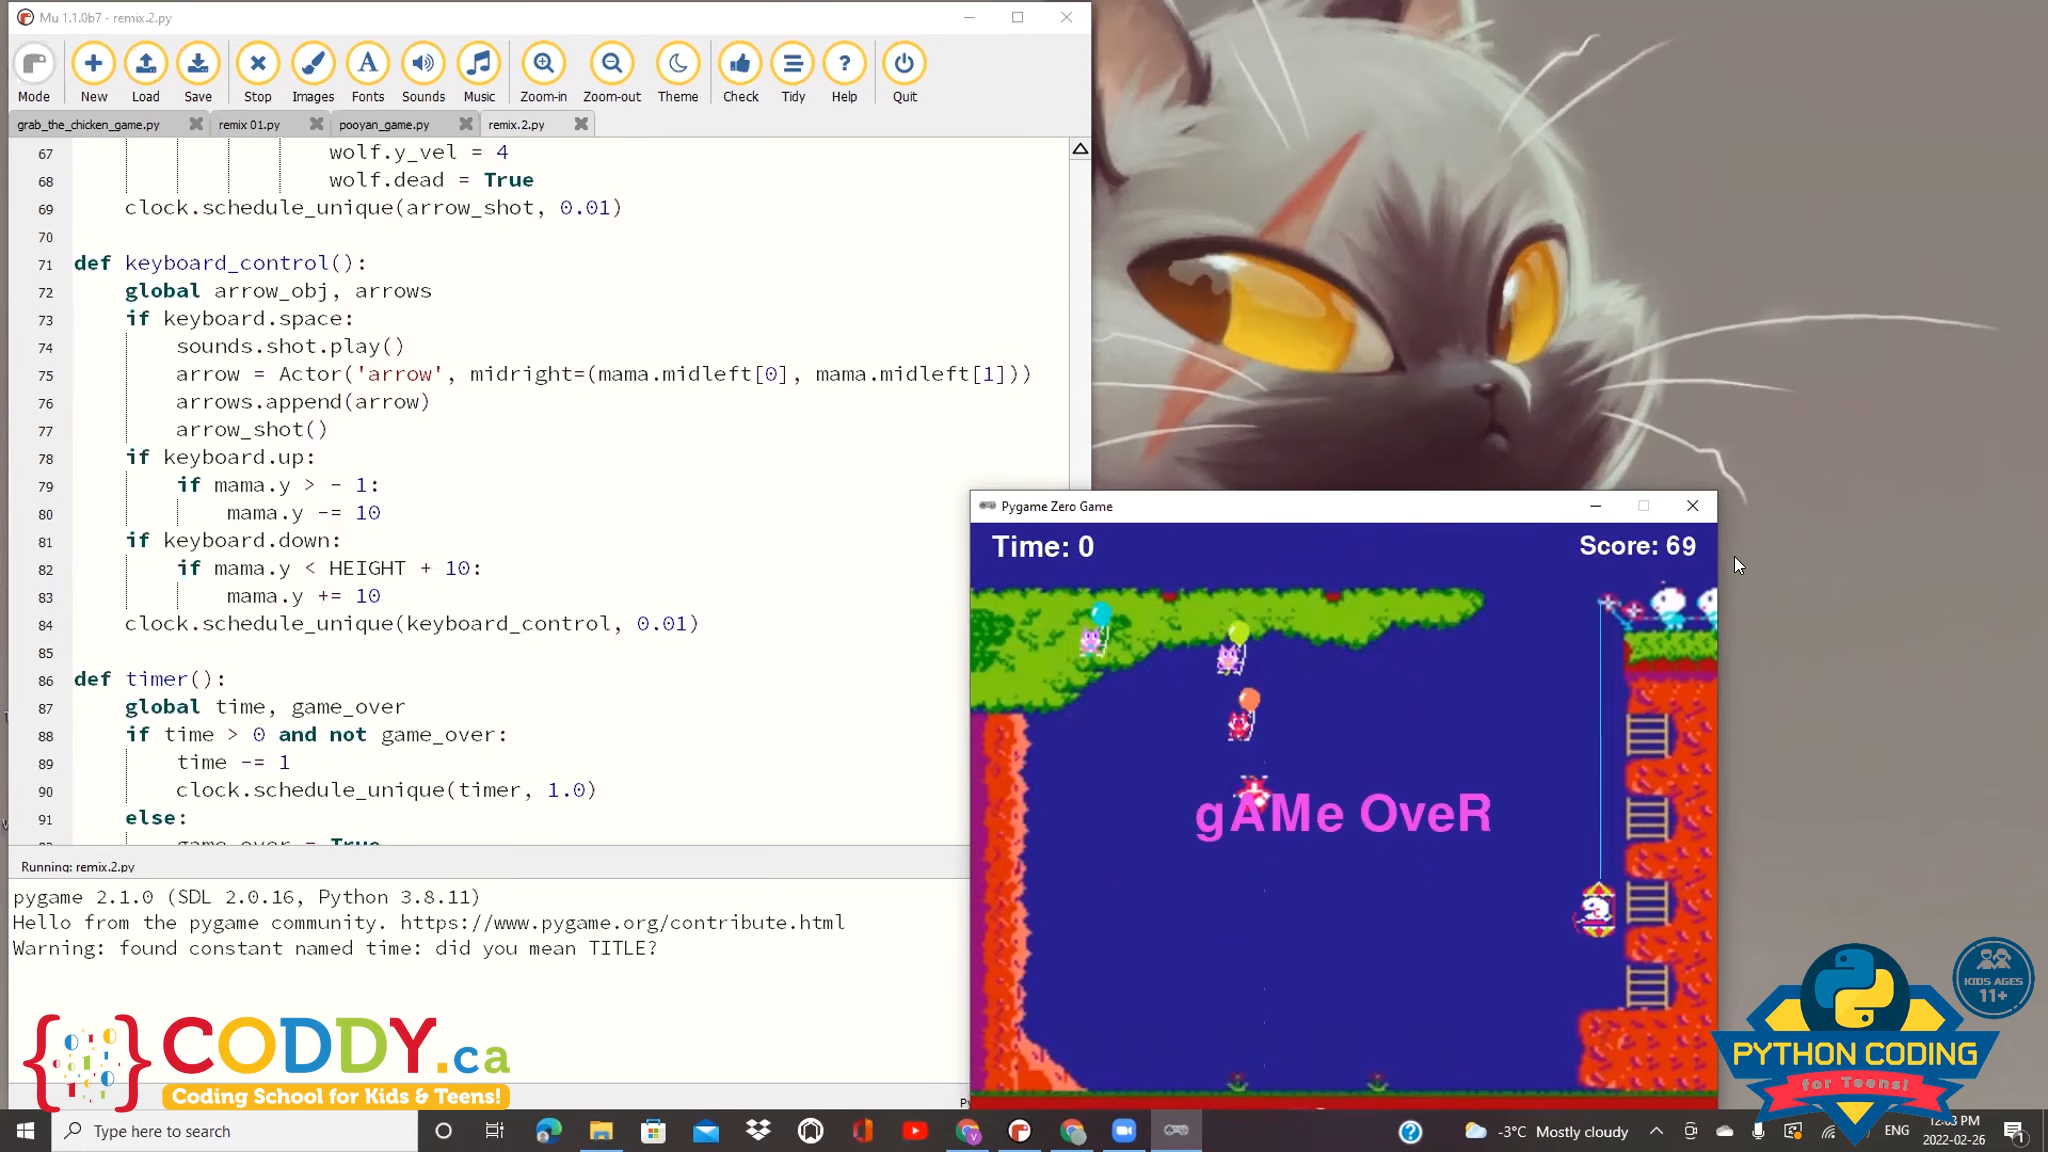 Mu 1.1.0b7 - remix.2.py
Mode New Load Save Stop Images Fonts Sounds Music Zoom-in Zoom-out Theme Check Tidy Help Quit
grab_the_chicken_game.py remix 01.py pooyan_game.py remix.2.py
67 wolf.y_vel = 4
68 wolf.dead = True
69 clock.schedule_unique(arrow_shot, 0.01)
70
71 def keyboard_control():
72 global arrow_obj, arrows
73 if keyboard.space:
74 sounds.shot.play()
75 arrow = Actor('arrow', midright=(mama.midleft[0], mama.midleft[1]))
76 arrows.append(arrow)
77 arrow_shot()
78 if keyboard.up:
79 if mama.y > - 1:
80 mama.y -= 10
81 if keyboard.down:
82 if mama.y < HEIGHT + 10:
83 mama.y += 10
84 clock.schedule_unique(keyboard_control, 0.01)
85
86 def timer():
87 global time, game_over
88 if time > 0 and not game_over:
89 time -= 1
90 clock.schedule_unique(timer, 1.0)
91 else:
game_over = True
Running: remix.2.py
pygame 2.1.0 (SDL 2.0.16, Python 3.8.11)
Hello from the pygame community. https://www.pygame.org/contribute.html
Warning: found constant named time: did you mean TITLE?
Pygame Zero Game
Time: 0 Score: 69
gAMe OveR
{ } CODDY.ca
Coding School for Kids & Teens!
KIDS AGES
11+
PYTHON CODING
for Teens!
Type here to search
-3°C Mostly cloudy
ENG
12:03 PM
2022-02-26
1